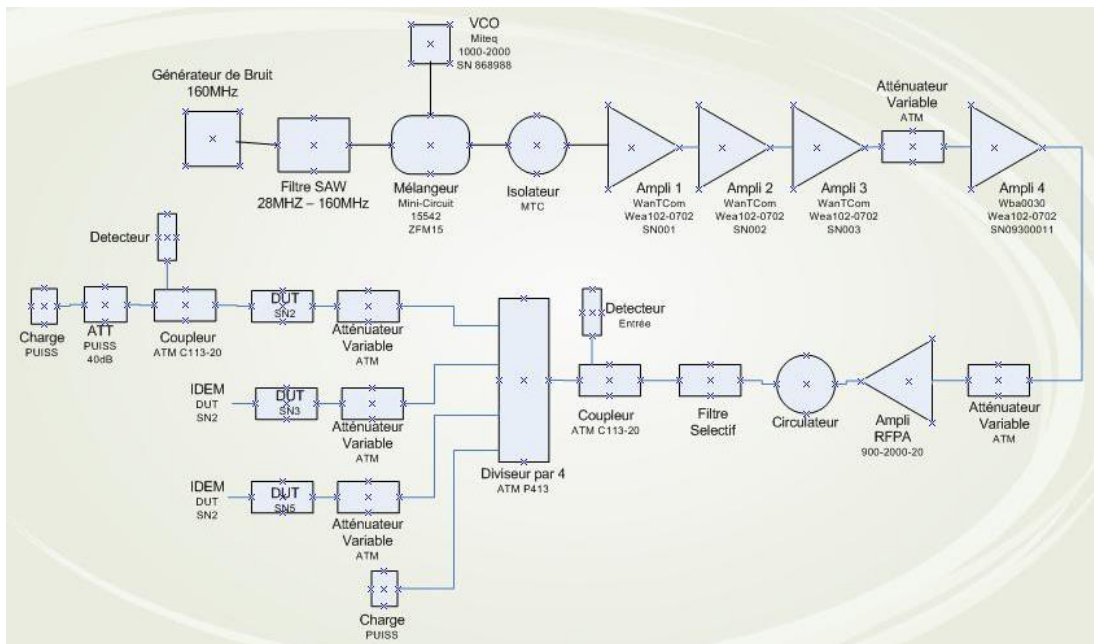 VCO
Miteq
1000-2000
SN 868988
Générateur de Bruit
160MHz
Filtre SAW
28MHZ – 160MHz
Mélangeur
Mini-Circuit
15542
ZFM15
Isolateur
MTC
Ampli 1
WanTCom
Wea102-0702
SN001
Ampli 2
WanTCom
Wea102-0702
SN002
Ampli 3
WanTCom
Wea102-0702
SN003
Atténuateur
Variable
ATM
Ampli 4
Wba0030
Wea102-0702
SN09300011
Detecteur
Charge
PUISS
ATT
PUISS
40dB
Coupleur
ATM C113-20
DUT
SN2
Atténuateur
Variable
ATM
Detecteur
Entrée
IDEM
DUT
SN2
DUT
SN3
Atténuateur
Variable
ATM
Coupleur
ATM C113-20
Filtre
Selectif
Circulateur
Ampli
RFPA
900-2000-20
Atténuateur
Variable
ATM
IDEM
DUT
SN2
DUT
SN5
Atténuateur
Variable
ATM
Diviseur par 4
ATM P413
Charge
PUISS